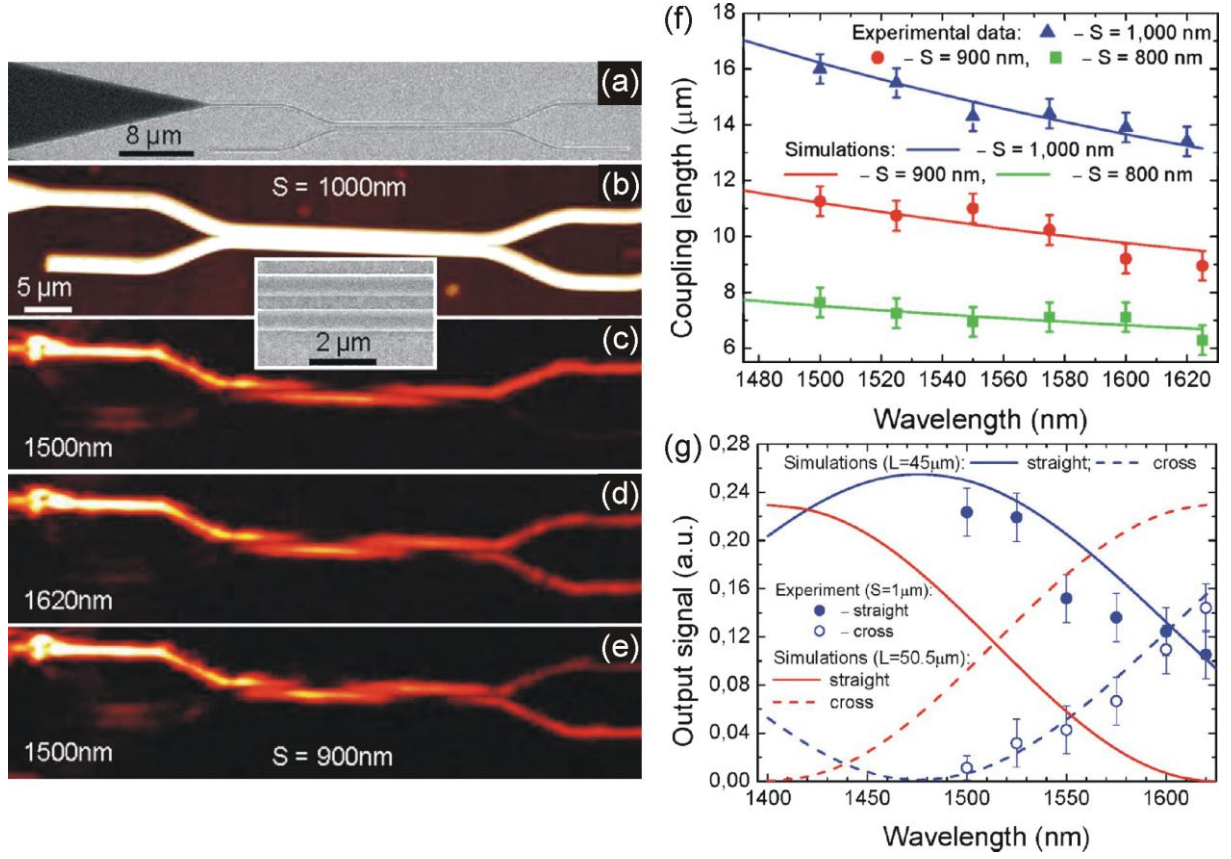 (a)
8 µm
(b)
S = 1000nm
5 µm
2 µm
(c)
1500nm
(d)
1620nm
(e)
1500nm
S = 900nm
(f)
Experimental data: – S = 1,000 nm
– S = 900 nm, – S = 800 nm
Simulations: – S = 1,000 nm
– S = 900 nm, – S = 800 nm
Coupling length (µm)
16
14
12
10
8
6
1480 1500 1520 1540 1560 1580 1600 1620
Wavelength (nm)
(g)
Simulations (L=45µm): straight; cross
Experiment (S=1µm):
– straight
– cross
Simulations (L=50.5µm):
straight
cross
Output signal (a.u.)
0,28
0,24
0,20
0,16
0,12
0,08
0,04
0,00
1400 1450 1500 1550 1600
Wavelength (nm)